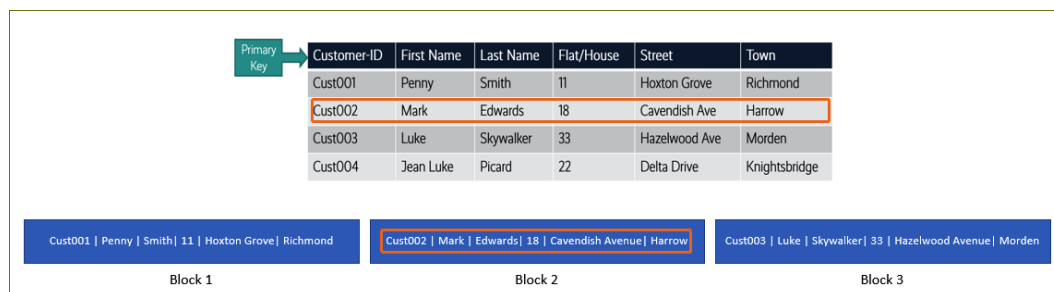 Primary
Key
Customer-ID First Name Last Name Flat/House Street Town
Cust001 Penny Smith 11 Hoxton Grove Richmond
Cust002 Mark Edwards 18 Cavendish Ave Harrow
Cust003 Luke Skywalker 33 Hazelwood Ave Morden
Cust004 Jean Luke Picard 22 Delta Drive Knightsbridge
Cust001 | Penny | Smith| 11 | Hoxton Grove| Richmond
Cust002 | Mark | Edwards| 18 | Cavendish Avenue| Harrow
Cust003 | Luke | Skywalker| 33 | Hazelwood Avenue| Morden
Block 1
Block 2
Block 3